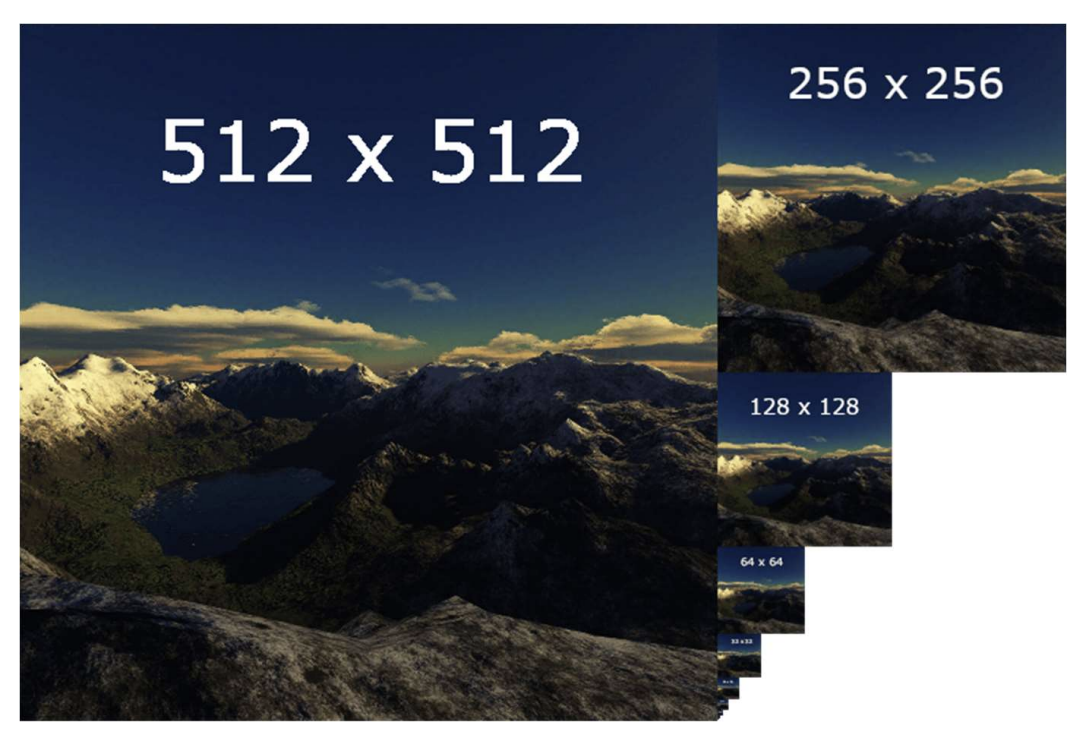 512 x 512
256 x 256
128 x 128
64 x 64
32 x 32